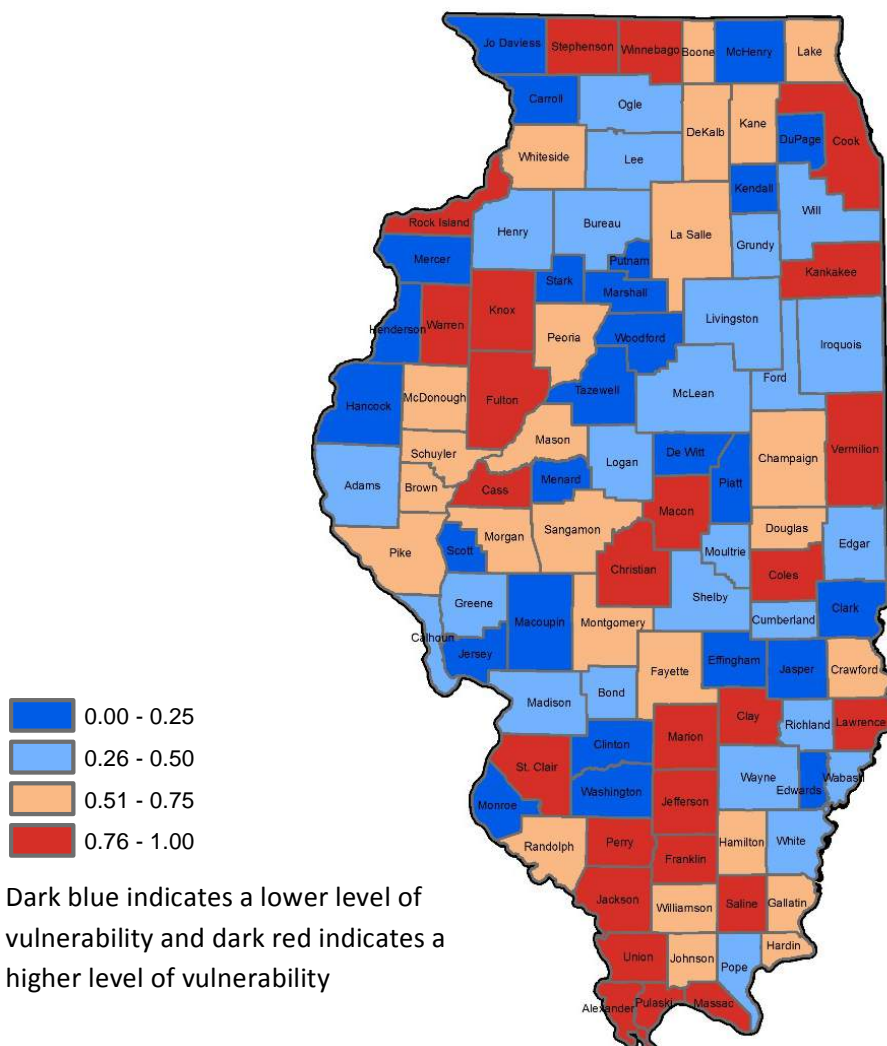 Jo Daviess
Stephenson
Winnebago
Boone
McHenry
Lake
Carroll
Ogle
DeKalb
Kane
DuPage
Cook
Whiteside
Lee
Kendall
Will
Rock Island
Henry
Bureau
La Salle
Grundy
Mercer
Putnam
Kankakee
Stark
Marshall
Henderson
Warren
Knox
Peoria
Woodford
Livingston
Iroquois
Ford
Hancock
McDonough
Fulton
Tazewell
McLean
Mason
Schuyler
Logan
De Witt
Champaign
Vermilion
Adams
Brown
Cass
Menard
Piatt
Macon
Pike
Scott
Morgan
Sangamon
Moultrie
Douglas
Edgar
Christian
Coles
Greene
Shelby
Cumberland
Clark
Calhoun
Macoupin
Montgomery
Jersey
Fayette
Effingham
Jasper
Crawford
Madison
Bond
Clay
Richland
Lawrence
Clinton
Marion
St. Clair
Wayne
Edwards
Wabash
Monroe
Washington
Jefferson
Randolph
Perry
Hamilton
White
Franklin
Jackson
Williamson
Saline
Gallatin
Union
Johnson
Pope
Hardin
Alexander
Pulaski
Massac
0.00 - 0.25
0.26 - 0.50
0.51 - 0.75
0.76 - 1.00
Dark blue indicates a lower level of
vulnerability and dark red indicates a
higher level of vulnerability